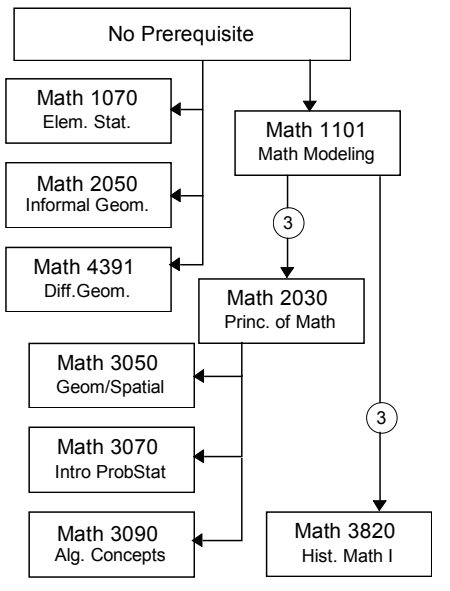 No Prerequisite
Math 1070
Elem. Stat.
Math 1101
Math Modeling
Math 2050
Informal Geom.
3
Math 4391
Diff.Geom.
Math 2030
Princ. of Math
Math 3050
Geom/Spatial
3
Math 3070
Intro ProbStat
Math 3090
Alg. Concepts
Math 3820
Hist. Math I